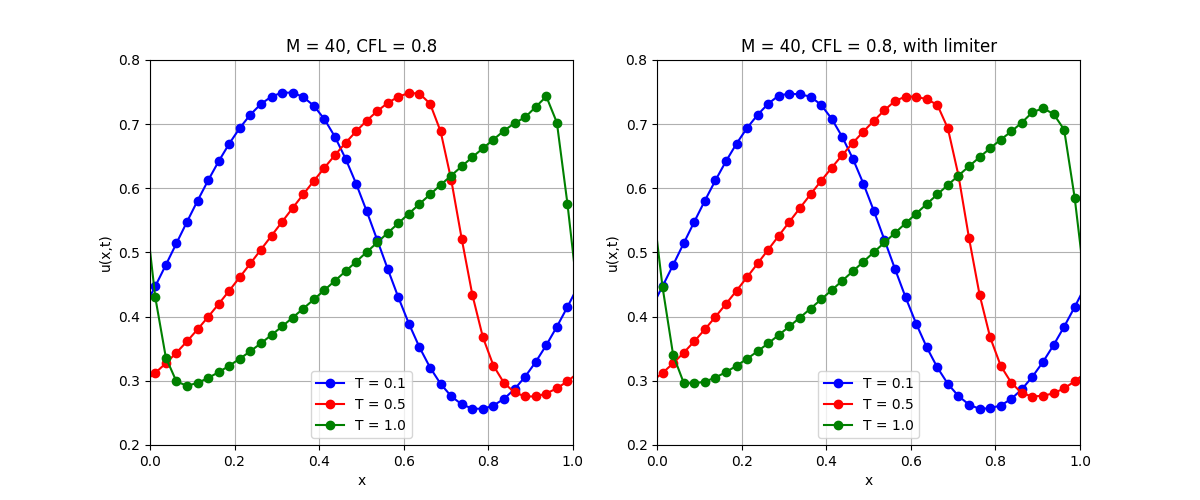 M = 40, CFL = 0.8
u(x,t)
0.8
0.7
0.6
0.5
0.4
0.3
0.2
T = 0.1
T = 0.5
T = 1.0
0.0 0.2 0.4 0.6 0.8 1.0
x
M = 40, CFL = 0.8, with limiter
u(x,t)
0.8
0.7
0.6
0.5
0.4
0.3
0.2
T = 0.1
T = 0.5
T = 1.0
0.0 0.2 0.4 0.6 0.8 1.0
x